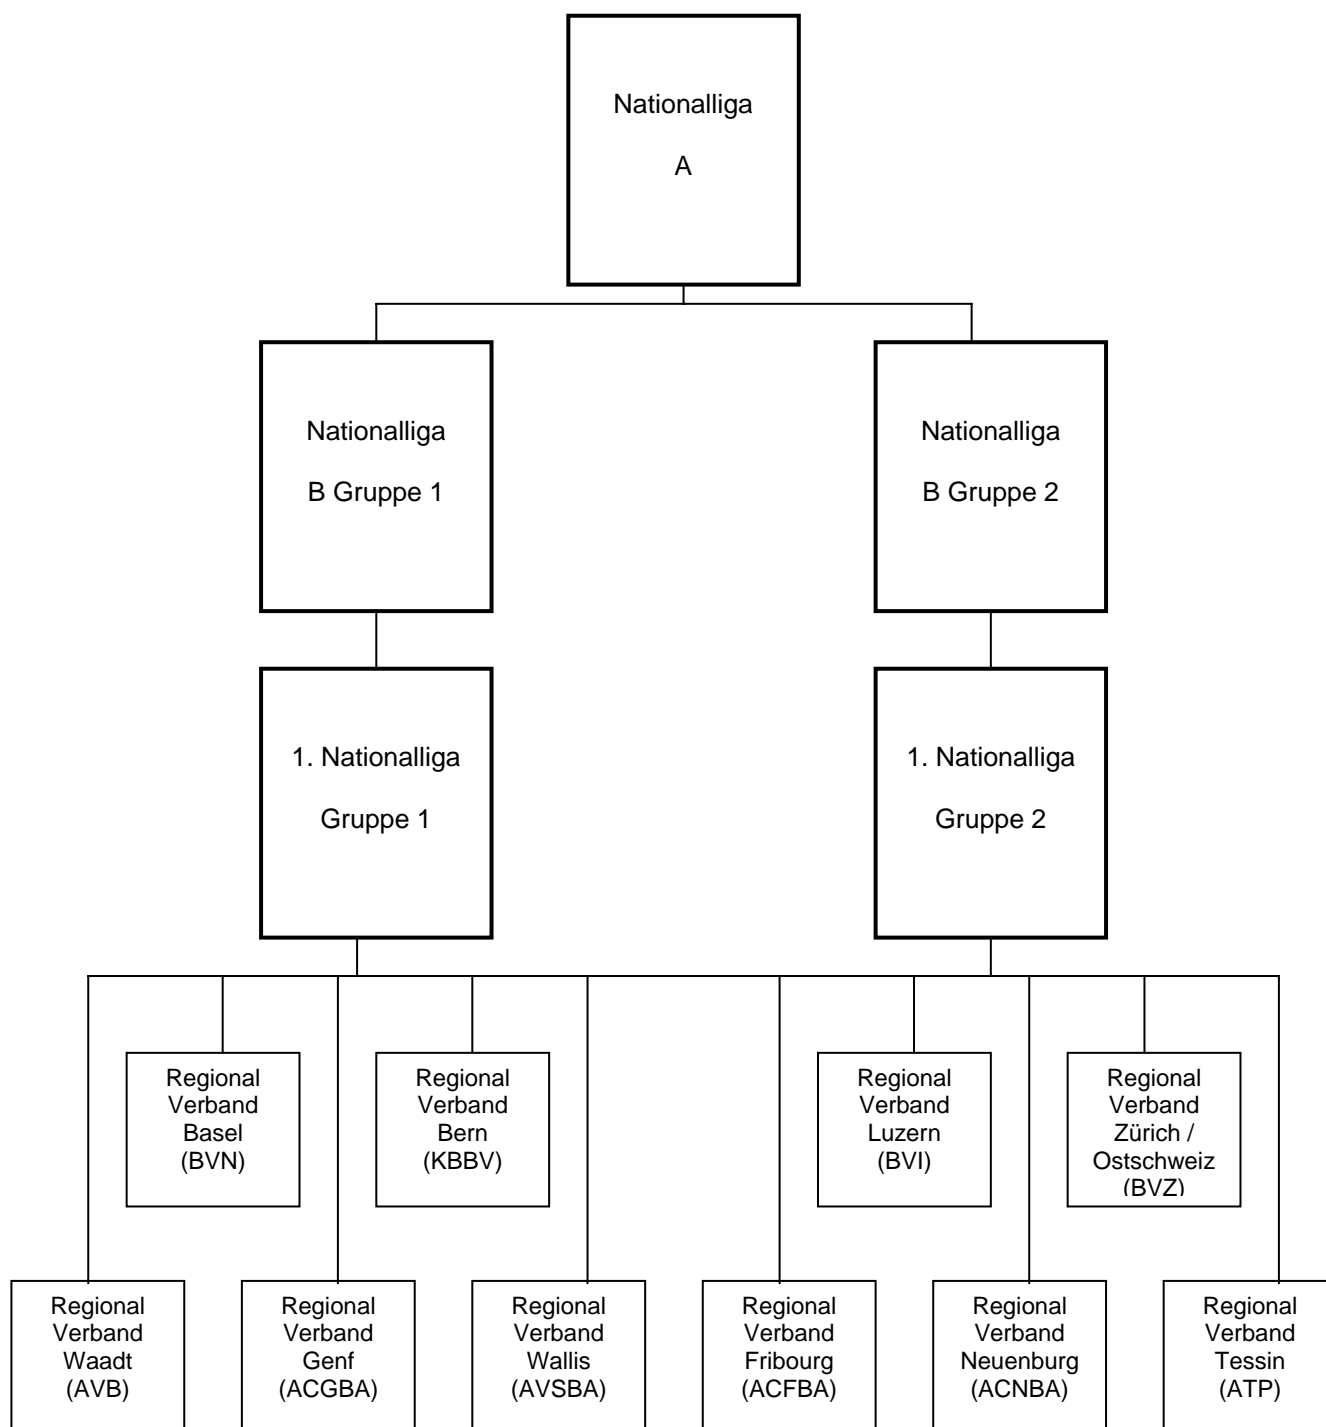 Nationalliga
A
Nationalliga
B Gruppe 1
Nationalliga
B Gruppe 2
1. Nationalliga
Gruppe 1
1. Nationalliga
Gruppe 2
Regional
Verband
Basel
(BVN)
Regional
Verband
Bern
(KBBV)
Regional
Verband
Luzern
(BVI)
Regional
Verband
Zürich /
Ostschweiz
(BVZ)
Regional
Verband
Waadt
(AVB)
Regional
Verband
Genf
(ACGBA)
Regional
Verband
Wallis
(AVSBA)
Regional
Verband
Fribourg
(ACFBA)
Regional
Verband
Neuenburg
(ACNBA)
Regional
Verband
Tessin
(ATP)